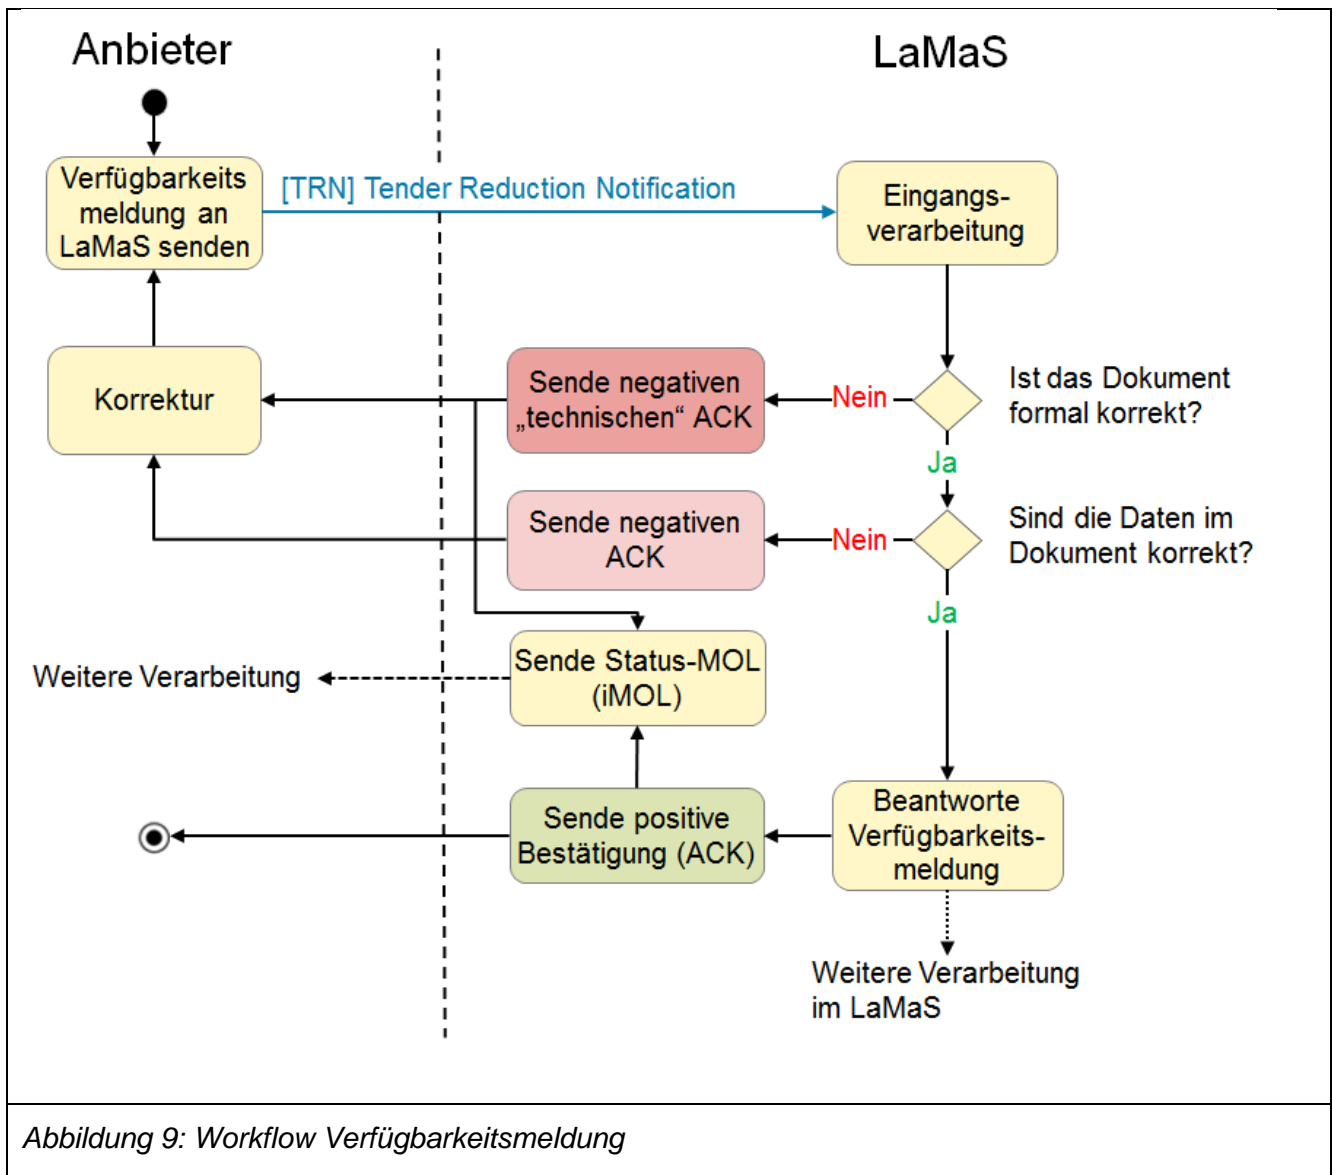 Anbieter
LaMaS
Verfügbarkeits
meldung an
LaMaS senden
[TRN] Tender Reduction Notification
Eingangs-
verarbeitung
Korrektur
Sende negativen
„technischen“ ACK
Nein
Ist das Dokument
formal korrekt?
Ja
Sende negativen
ACK
Nein
Sind die Daten im
Dokument korrekt?
Ja
Weitere Verarbeitung
Sende Status-MOL
(iMOL)
Sende positive
Bestätigung (ACK)
Beantworte
Verfügbarkeits-
meldung
Weitere Verarbeitung
im LaMaS
Abbildung 9: Workflow Verfügbarkeitsmeldung